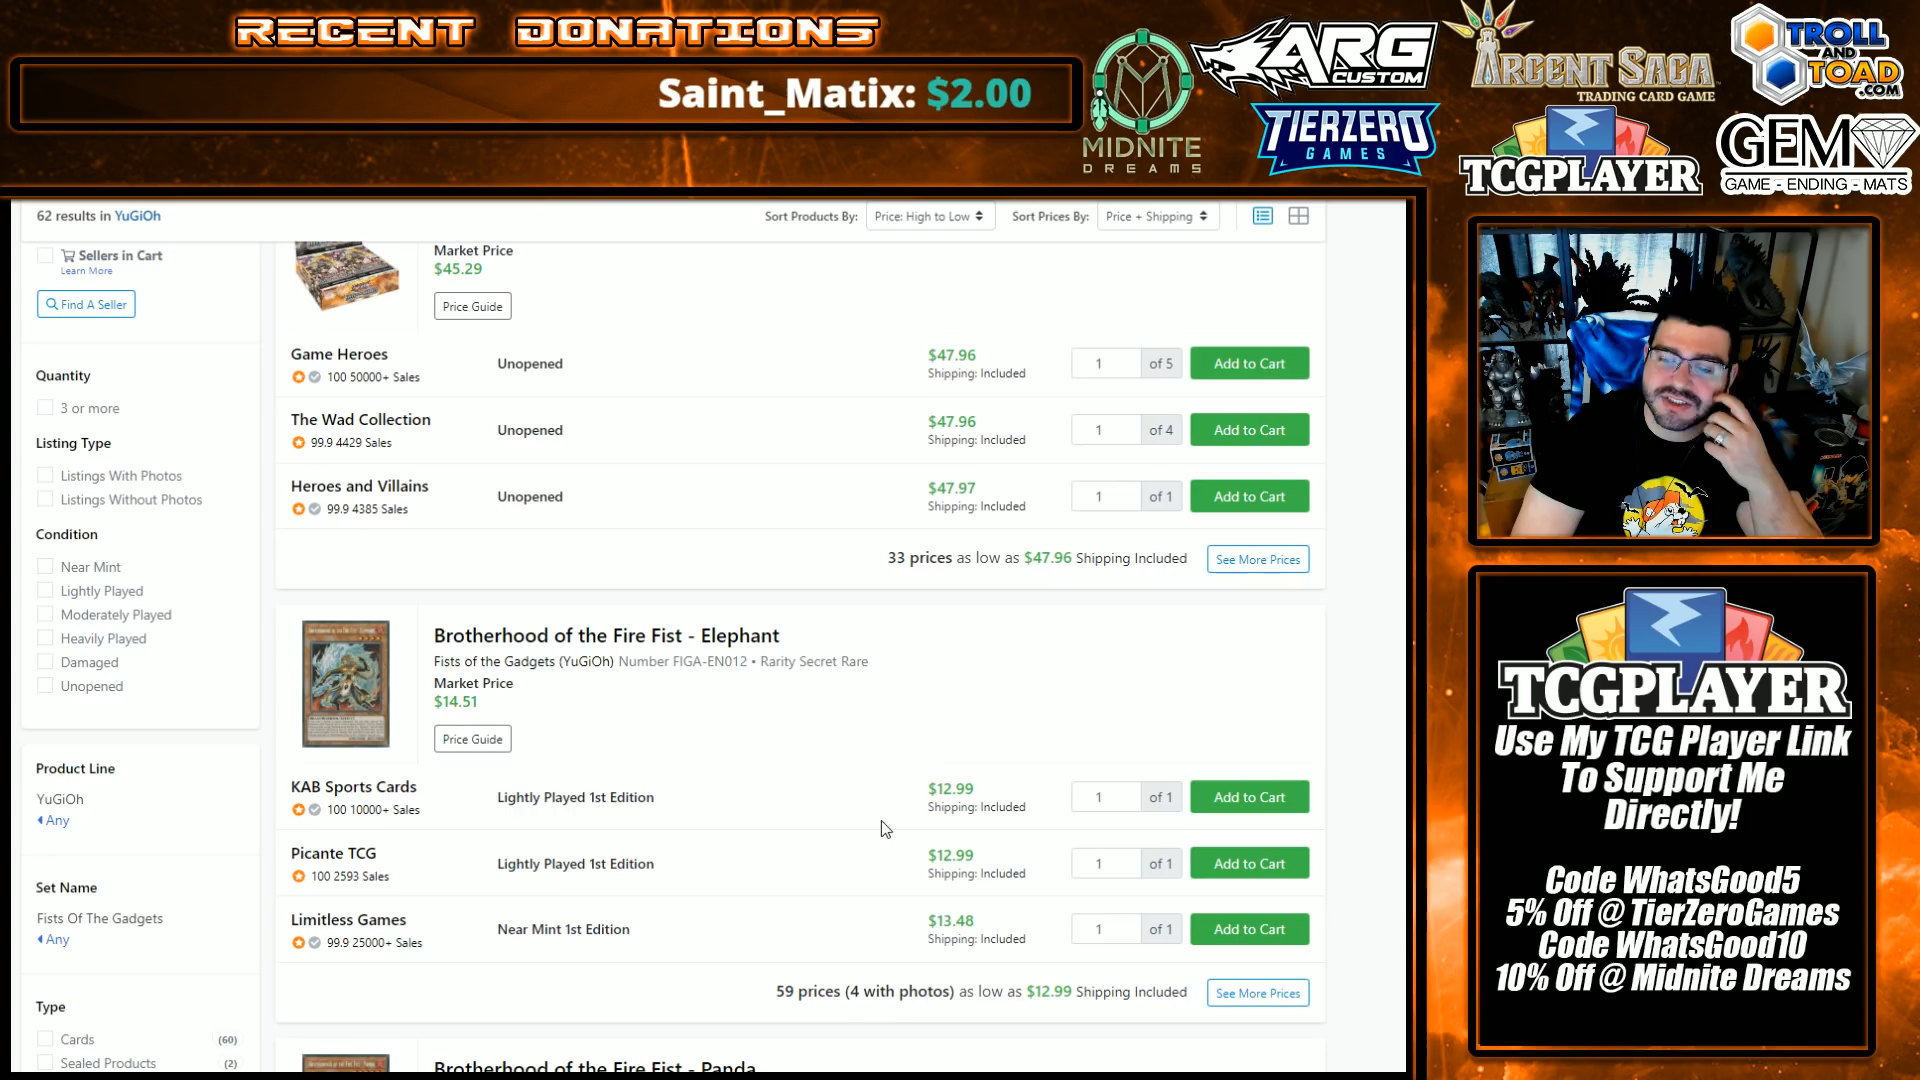 RECENT DONATIONS
Saint_Matix: $2.00
MIDNITE
DREAMS
ARG
CUSTOM
TIERZERO
GAMES
ARGENT SAGA
TRADING CARD GAME
TROLL
AND
TOAD
.COM
TCGPLAYER
GEM
GAME-ENDING-MATS
62 results in YuGiOh
Sort Products By: Price: High to Low
Sort Prices By: Price + Shipping
Sellers in Cart
Learn More
Find A Seller
Quantity
3 or more
Listing Type
Listings With Photos
Listings Without Photos
Condition
Near Mint
Lightly Played
Moderately Played
Heavily Played
Damaged
Unopened
Product Line
YuGiOh
Any
Set Name
Fists Of The Gadgets
Any
Type
Cards (60)
Sealed Products (2)
Market Price
$45.29
Price Guide
Game Heroes
100 50000+ Sales
Unopened
$47.96
Shipping: Included
1 of 5
Add to Cart
The Wad Collection
99.9 4429 Sales
Unopened
$47.96
Shipping: Included
1 of 4
Add to Cart
Heroes and Villains
99.9 4385 Sales
Unopened
$47.97
Shipping: Included
1 of 1
Add to Cart
33 prices as low as $47.96 Shipping Included
See More Prices
Brotherhood of the Fire Fist - Elephant
Fists of the Gadgets (YuGiOh) Number FIGA-EN012 • Rarity Secret Rare
Market Price
$14.51
Price Guide
KAB Sports Cards
100 10000+ Sales
Lightly Played 1st Edition
$12.99
Shipping: Included
1 of 1
Add to Cart
Picante TCG
100 2593 Sales
Lightly Played 1st Edition
$12.99
Shipping: Included
1 of 1
Add to Cart
Limitless Games
99.9 25000+ Sales
Near Mint 1st Edition
$13.48
Shipping: Included
1 of 1
Add to Cart
59 prices (4 with photos) as low as $12.99 Shipping Included
See More Prices
Brotherhood of the Fire Fist - Panda
TCGPLAYER
Use My TCG Player Link
To Support Me
Directly!
Code WhatsGood5
5% Off @ TierZeroGames
Code WhatsGood10
10% Off @ Midnite Dreams